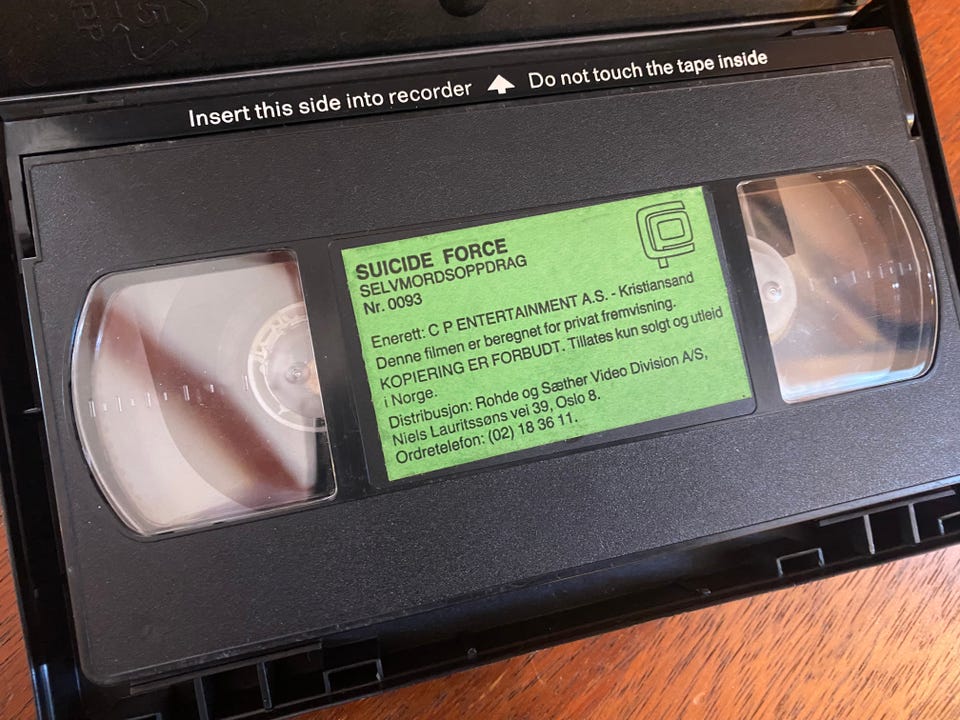 Insert this side into recorder Do not touch the tape inside
SUICIDE FORCE
SELVMORDSOPPDRAG
Nr. 0093
Enerett: C P ENTERTAINMENT A.S. - Kristiansand
Denne filmen er beregnet for privat fremvisning.
KOPIERING ER FORBUDT. Tillates kun solgt og utleid
i Norge.
Distribusjon: Rohde og Sæther Video Division A/S,
Niels Lauritssøns vei 39, Oslo 8.
Ordretelefon: (02) 18 36 11.